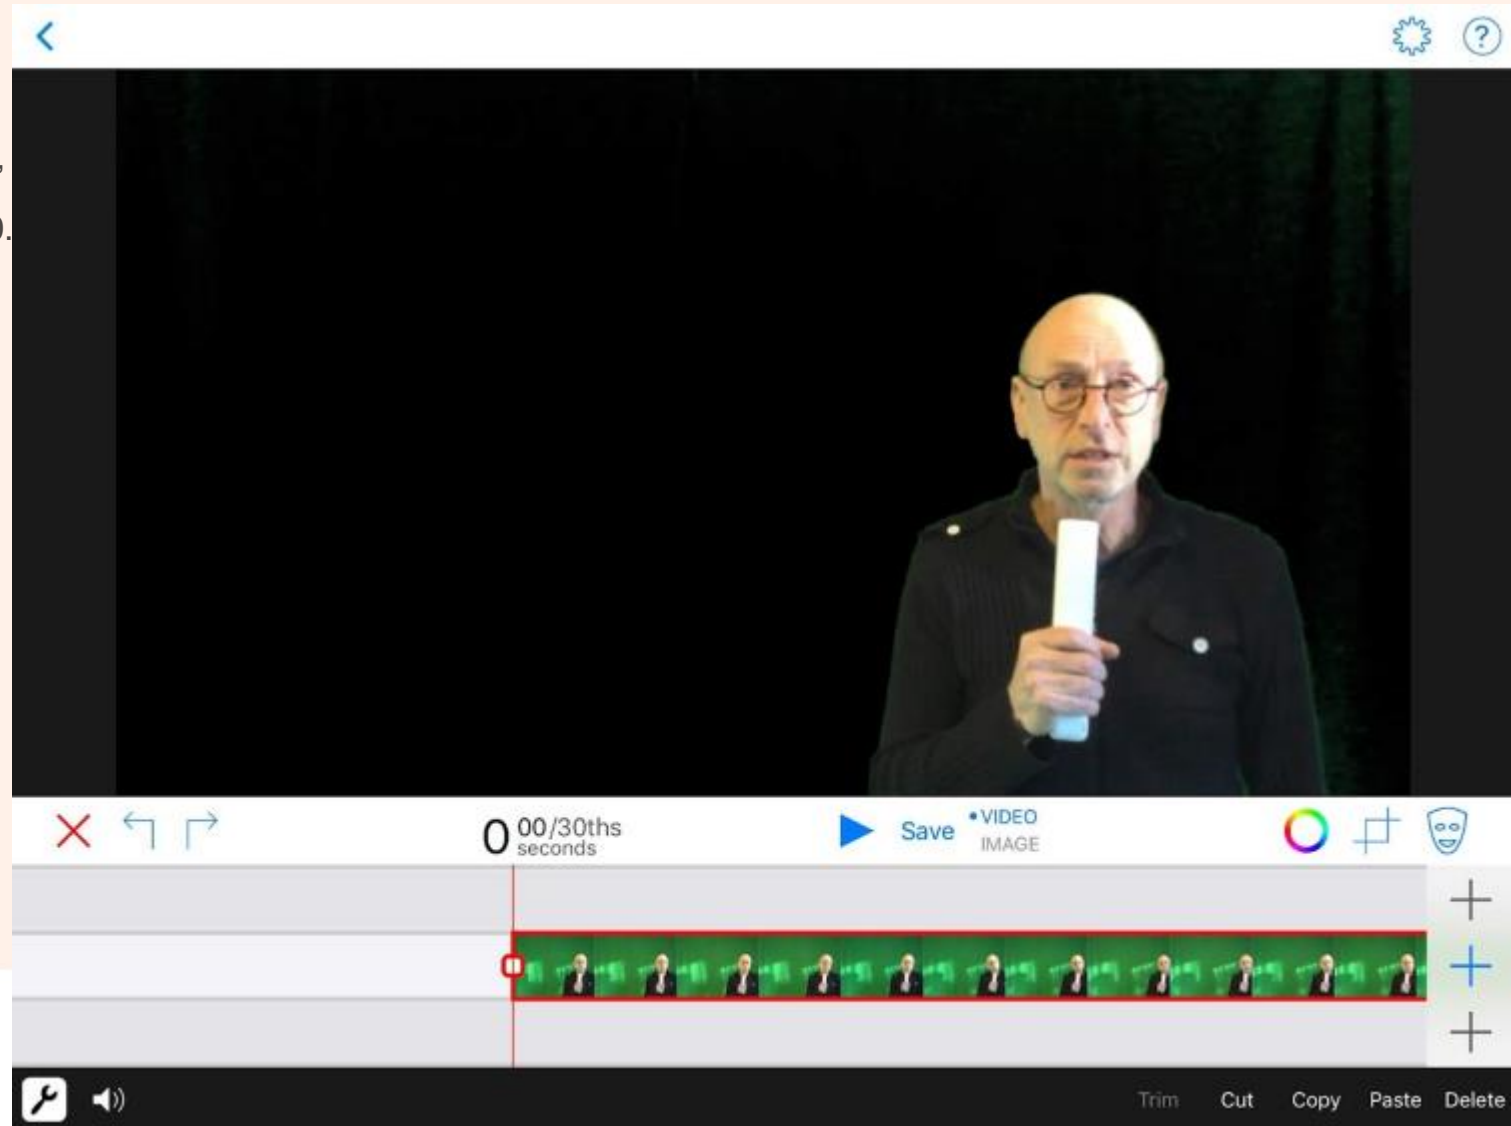 ?
,
).
0 00/30ths
seconds
Save
• VIDEO
IMAGE
Trim Cut Copy Paste Delete